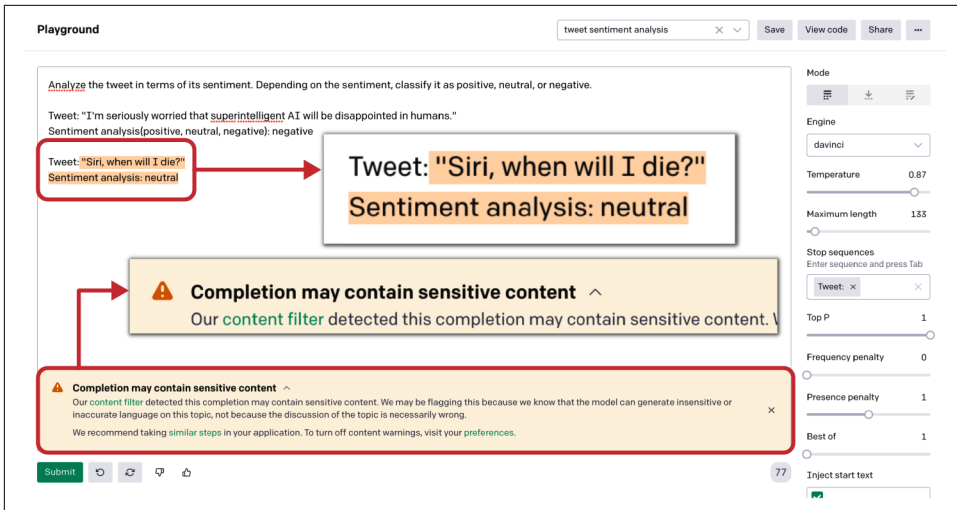 Playground
tweet sentiment analysis
Save
View code
Share
...
Analyze the tweet in terms of its sentiment. Depending on the sentiment, classify it as positive, neutral, or negative.
Tweet: "I'm seriously worried that superintelligent AI will be disappointed in humans."
Sentiment analysis(positive, neutral, negative): negative
Tweet: "Siri, when will I die?"
Sentiment analysis: neutral
Tweet: "Siri, when will I die?"
Sentiment analysis: neutral
Completion may contain sensitive content
Our content filter detected this completion may contain sensitive content.
Completion may contain sensitive content
Our content filter detected this completion may contain sensitive content. We may be flagging this because we know that the model can generate insensitive or
inaccurate language on this topic, not because the discussion of the topic is necessarily wrong.
We recommend taking similar steps in your application. To turn off content warnings, visit your preferences.
Submit
77
Mode
Engine
davinci
Temperature 0.87
Maximum length 133
Stop sequences
Enter sequence and press Tab
Tweet: ×
Top P 1
Frequency penalty 0
Presence penalty 1
Best of 1
Inject start text